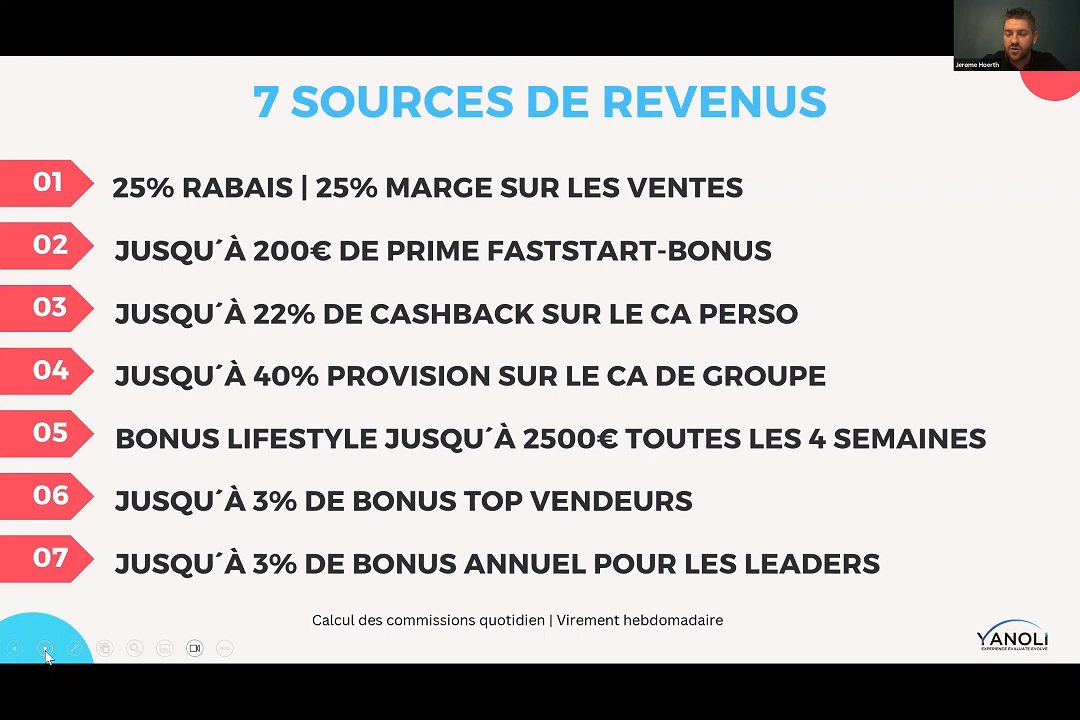 Jerome Hoerth
7 SOURCES DE REVENUS
01
25% RABAIS | 25% MARGE SUR LES VENTES
02
JUSQU´À 200€ DE PRIME FASTSTART-BONUS
03
JUSQU´À 22% DE CASHBACK SUR LE CA PERSO
04
JUSQU´À 40% PROVISION SUR LE CA DE GROUPE
05
BONUS LIFESTYLE JUSQU´À 2500€ TOUTES LES 4 SEMAINES
06
JUSQU´À 3% DE BONUS TOP VENDEURS
07
JUSQU´À 3% DE BONUS ANNUEL POUR LES LEADERS
Calcul des commissions quotidien | Virement hebdomadaire
YANOLI
EXPERIENCE EVALUATE EVOLVE